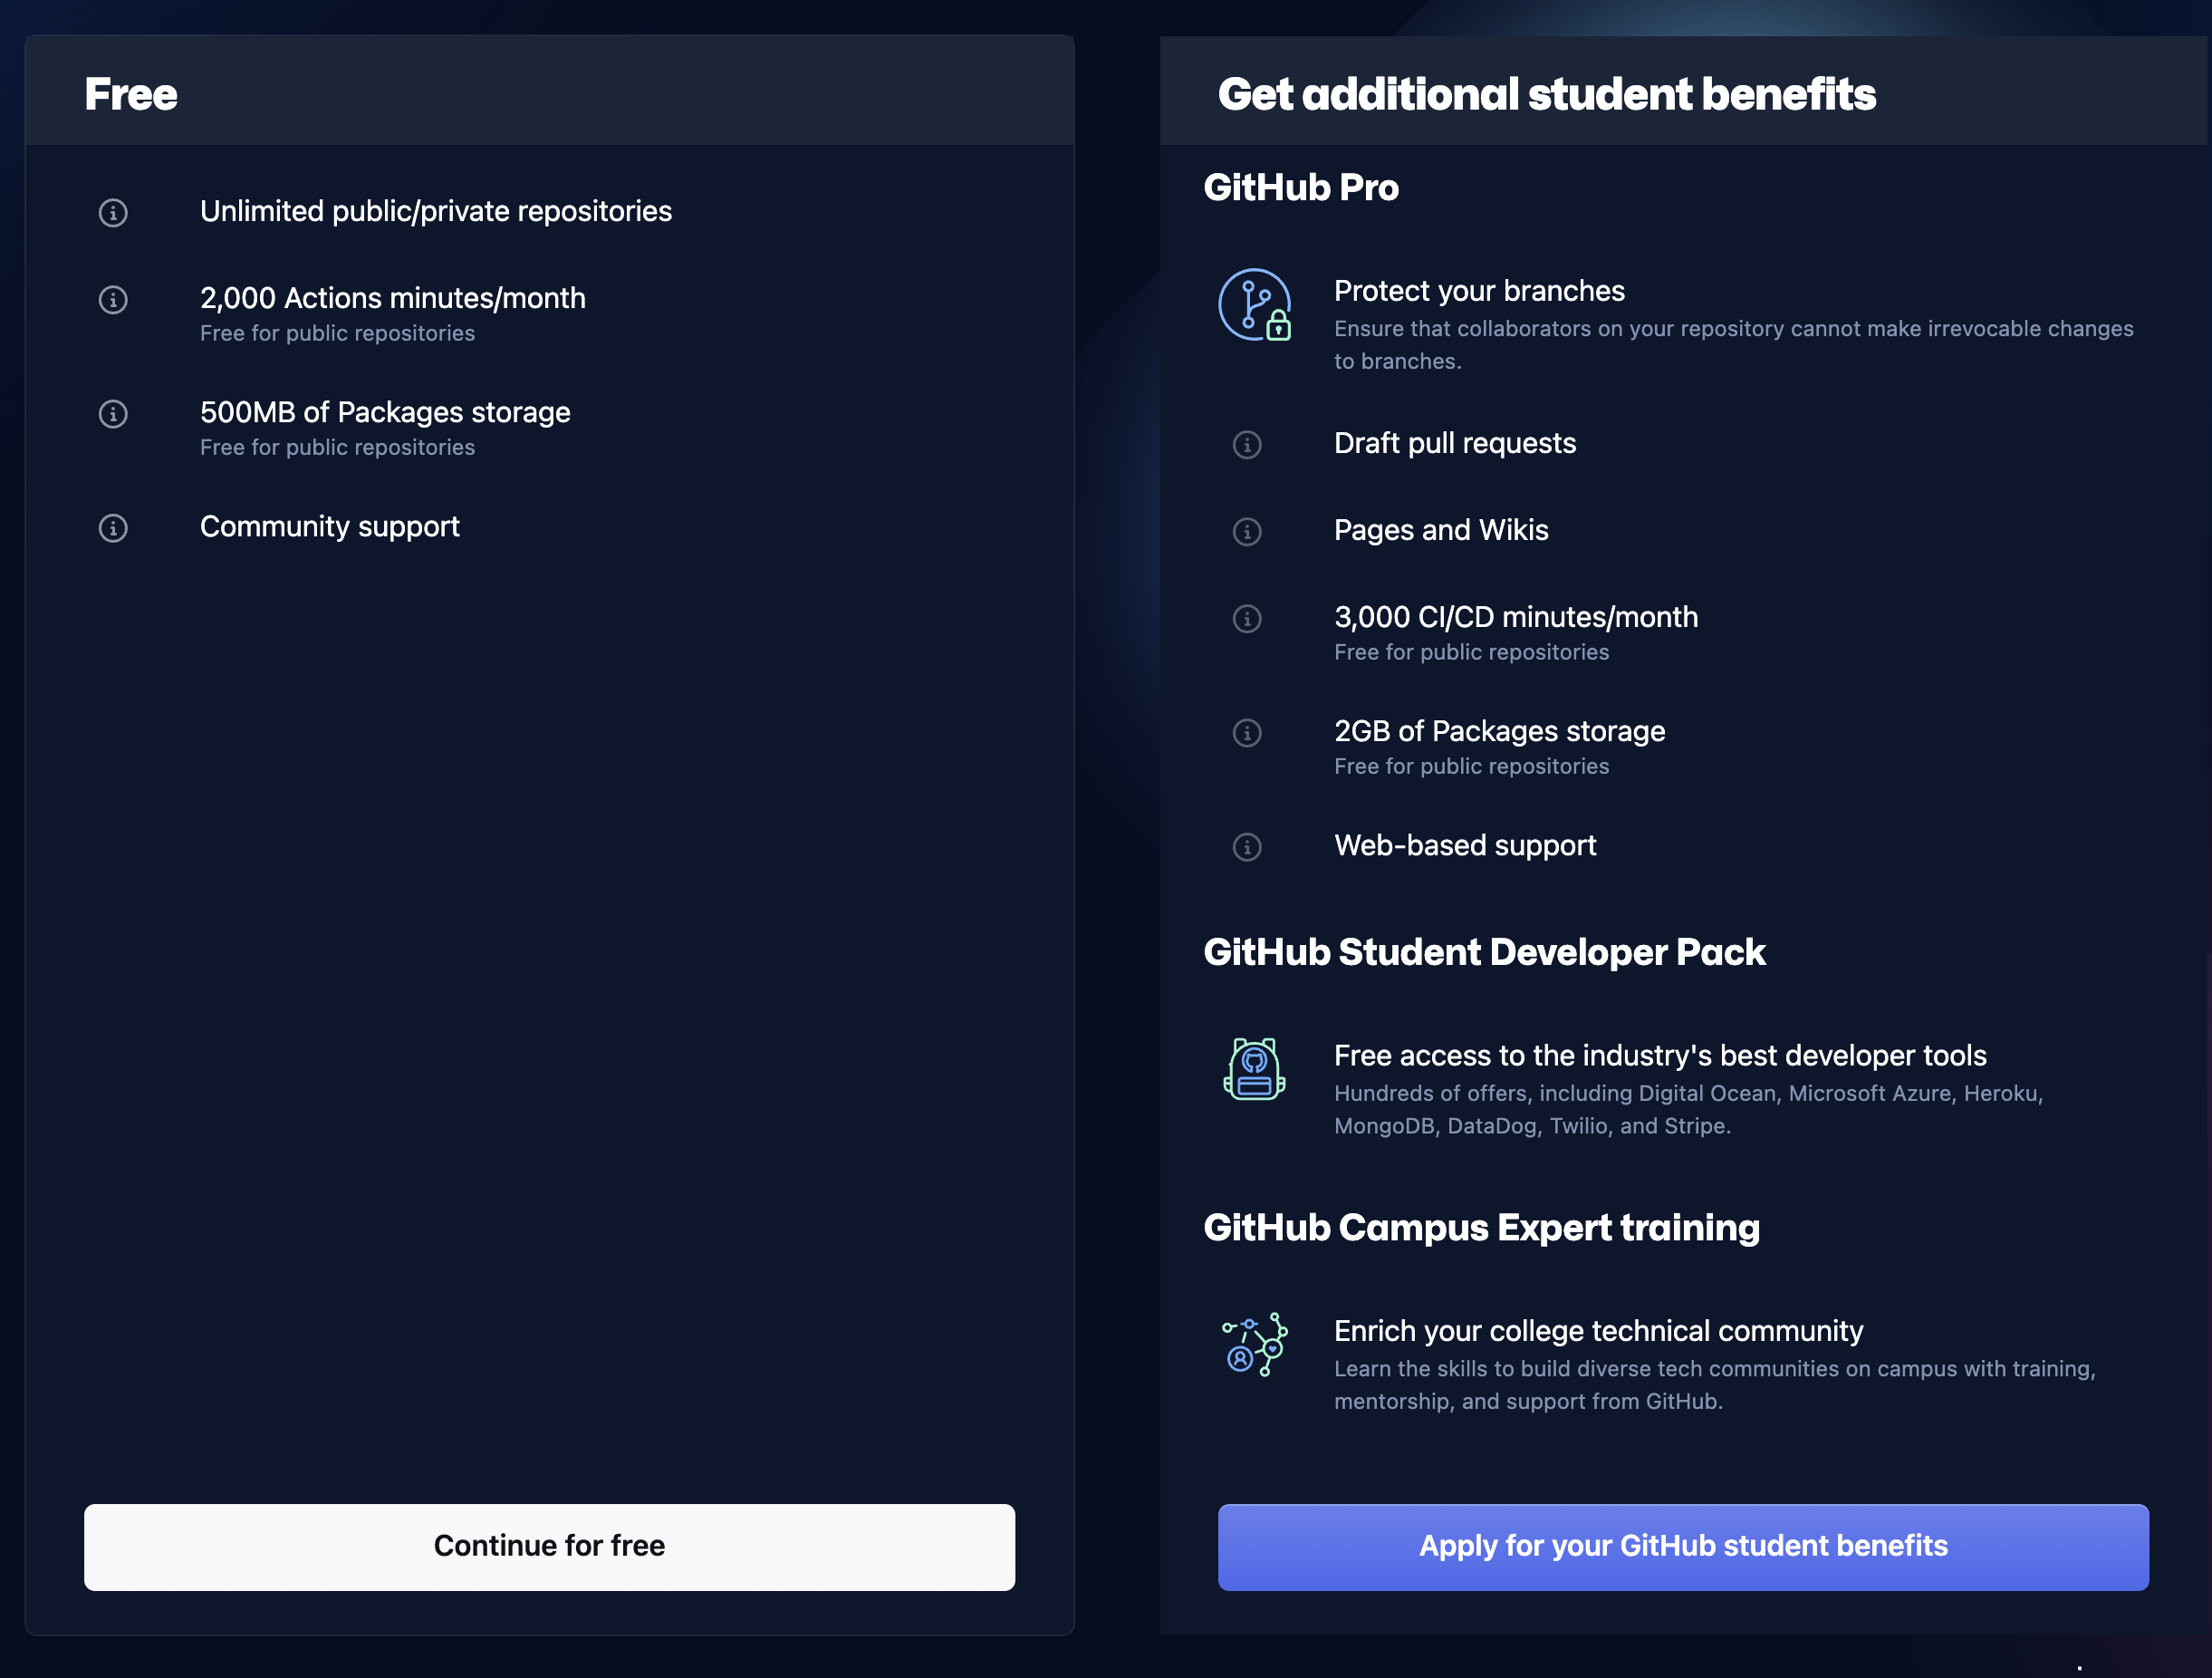 Free
Unlimited public/private repositories
2,000 Actions minutes/month
Free for public repositories
500MB of Packages storage
Free for public repositories
Community support
Continue for free
Get additional student benefits
GitHub Pro
Protect your branches
Ensure that collaborators on your repository cannot make irrevocable changes
to branches.
Draft pull requests
Pages and Wikis
3,000 CI/CD minutes/month
Free for public repositories
2GB of Packages storage
Free for public repositories
Web-based support
GitHub Student Developer Pack
Free access to the industry's best developer tools
Hundreds of offers, including Digital Ocean, Microsoft Azure, Heroku,
MongoDB, DataDog, Twilio, and Stripe.
GitHub Campus Expert training
Enrich your college technical community
Learn the skills to build diverse tech communities on campus with training,
mentorship, and support from GitHub.
Apply for your GitHub student benefits